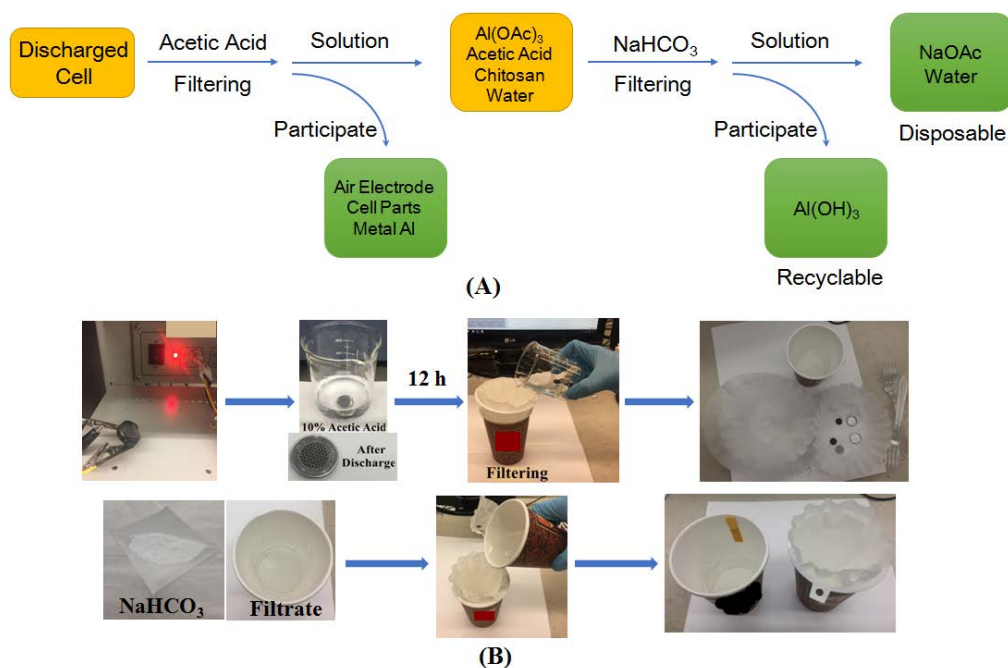 Discharged
Cell
Acetic Acid
Filtering
Solution
Participate
Air Electrode
Cell Parts
Metal Al
Al(OAc)₃
Acetic Acid
Chitosan
Water
NaHCO₃
Filtering
Solution
Participate
Al(OH)₃
Recyclable
NaOAc
Water
Disposable
(A)
10% Acetic Acid
After
Discharge
12 h
Filtering
NaHCO₃
Filtrate
(B)